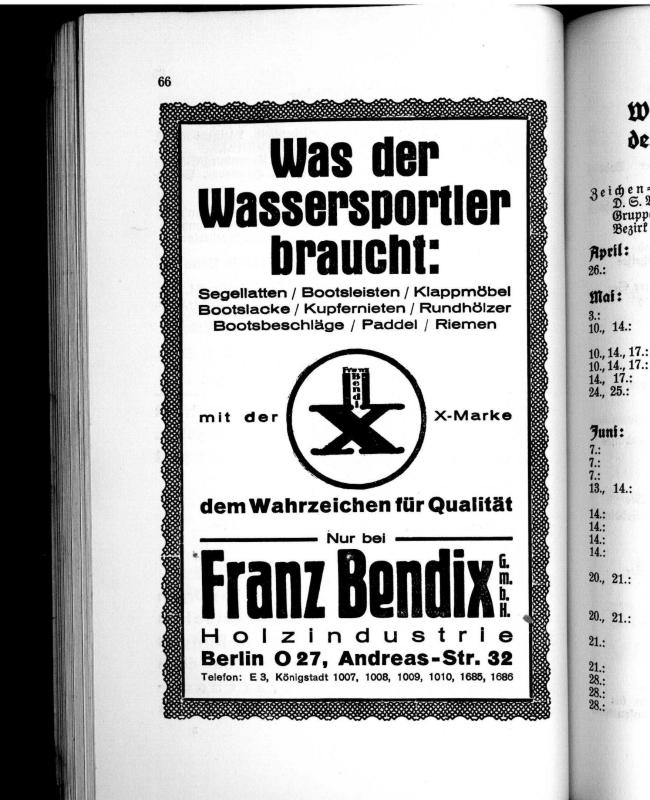 66
Was der
Wassersportler
braucht:
Segellatten / Bootsleisten / Klappmöbel
Bootslacke / Kupfernieten / Rundhölzer
Bootsbeschläge / Paddel / Riemen
Franz
Bendix
mit der X X-Marke
dem Wahrzeichen für Qualität
Nur bei
Franz Bendix G.m.b.H.
Holzindustrie
Berlin O 27, Andreas-Str. 32
Telefon: E 3, Königstadt 1007, 1008, 1009, 1010, 1685, 1686
W
de
Zeichen=
D. S.
Grupp
Bezirk
April:
26.:
Mai:
3.:
10., 14.:
10., 14., 17.:
10., 14., 17.:
14., 17.:
24., 25.:
Juni:
7.:
7.:
7.:
13., 14.:
14.:
14.:
14.:
14.:
20., 21.:
20., 21.:
21.:
21.:
28.:
28.:
28.: